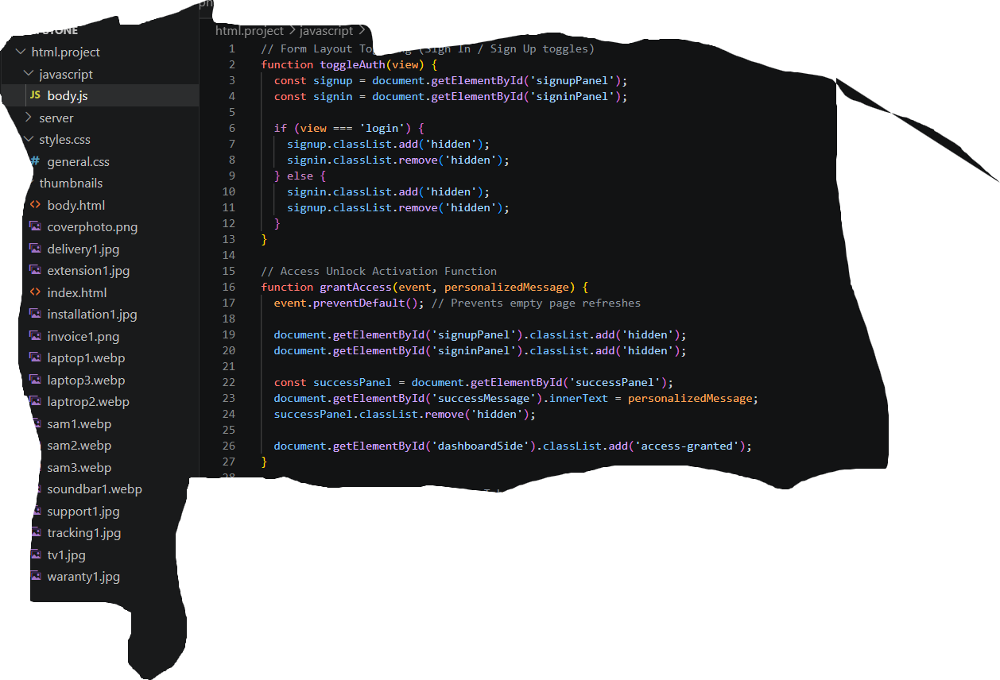 STONE
html.project
javascript
JS body.js
server
styles.css
# general.css
thumbnails
<> body.html
coverphoto.png
delivery1.jpg
extension1.jpg
<> index.html
installation1.jpg
invoice1.png
laptop1.webp
laptop3.webp
laptrop2.webp
sam1.webp
sam2.webp
sam3.webp
soundbar1.webp
support1.jpg
tracking1.jpg
tv1.jpg
waranty1.jpg
html.project > javascript >
1 // Form Layout (Sign In / Sign Up toggles)
2 function toggleAuth(view) {
3 const signup = document.getElementById('signupPanel');
4 const signin = document.getElementById('signinPanel');
5
6 if (view === 'login') {
7 signup.classList.add('hidden');
8 signin.classList.remove('hidden');
9 } else {
10 signin.classList.add('hidden');
11 signup.classList.remove('hidden');
12 }
13 }
14
15 // Access Unlock Activation Function
16 function grantAccess(event, personalizedMessage) {
17 event.preventDefault(); // Prevents empty page refreshes
18
19 document.getElementById('signupPanel').classList.add('hidden');
20 document.getElementById('signinPanel').classList.add('hidden');
21
22 const successPanel = document.getElementById('successPanel');
23 document.getElementById('successMessage').innerText = personalizedMessage;
24 successPanel.classList.remove('hidden');
25
26 document.getElementById('dashboardSide').classList.add('access-granted');
27 }
28